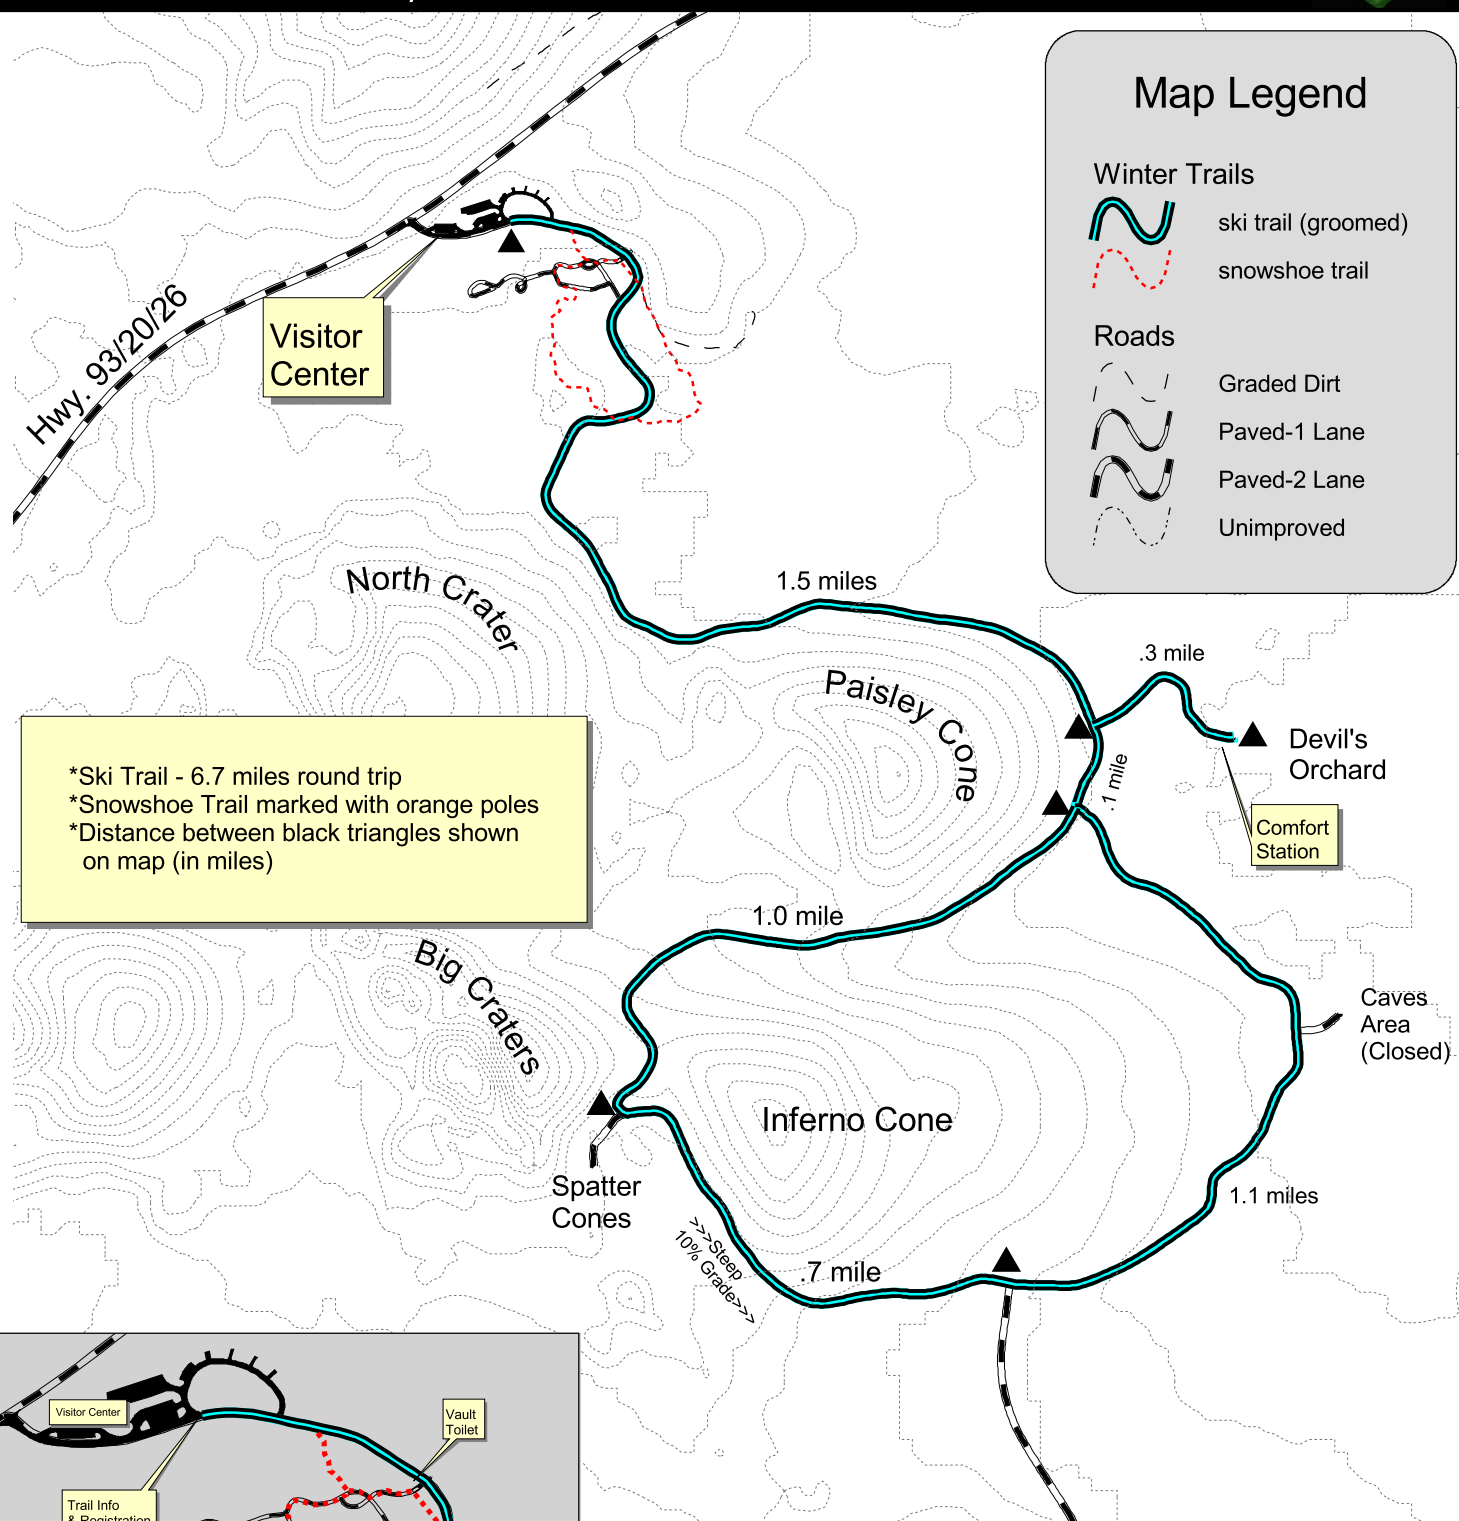 Map Legend
Winter Trails
ski trail (groomed)
snowshoe trail
Roads
Graded Dirt
Paved-1 Lane
Paved-2 Lane
Unimproved
Hwy. 93/20/26
Visitor
Center
North Crater
1.5 miles
.3 mile
Paisley Cone
Devil's
Orchard
.1 mile
Comfort
Station
*Ski Trail - 6.7 miles round trip
*Snowshoe Trail marked with orange poles
*Distance between black triangles shown
on map (in miles)
1.0 mile
Big Craters
Caves
Area
(Closed)
Inferno Cone
Spatter
Cones
1.1 miles
>>>Steep
10% Grade>>>
.7 mile
Visitor Center
Vault
Toilet
Trail Info
& Registration